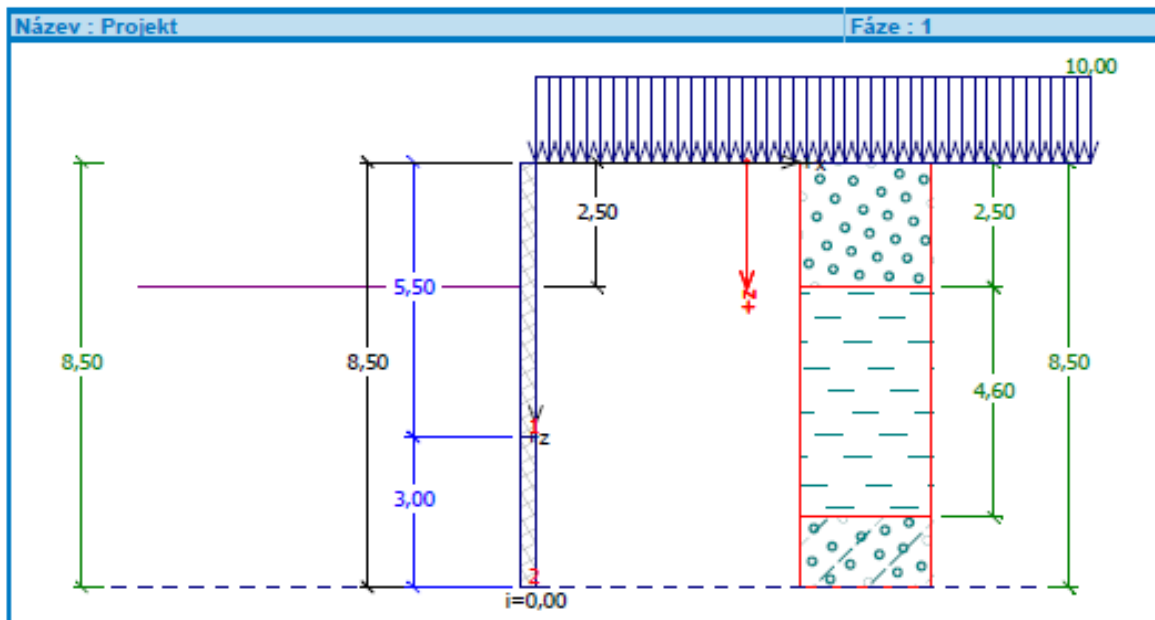 Název : Projekt
Fáze : 1
10,00
+x
2,50
2,50
5,50
+z
8,50
8,50
8,50
4,60
1
+z
3,00
2
i=0,00